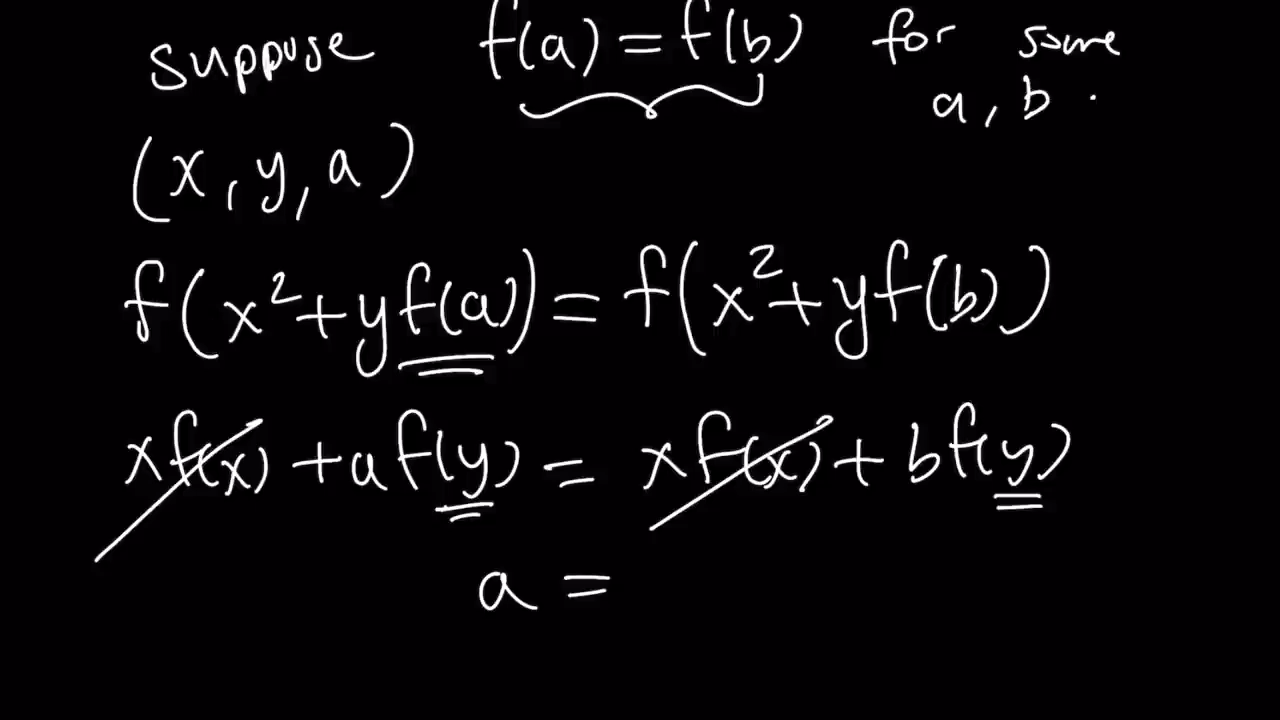 suppose f(a) = f(b) for some
a, b .
(x, y, a)
f(x²+yf(a)) = f(x²+yf(b))
xf(x) + af(y) = xf(x) + bf(y)
a =